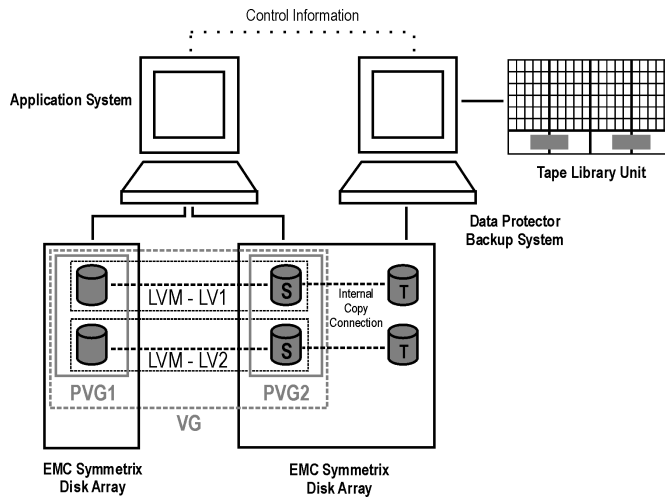 Control Information
Application System
Tape Library Unit
Data Protector
Backup System
LVM - LV1
S
Internal
Copy
Connection
T
LVM - LV2
S
T
PVG1
PVG2
VG
EMC Symmetrix
Disk Array
EMC Symmetrix
Disk Array